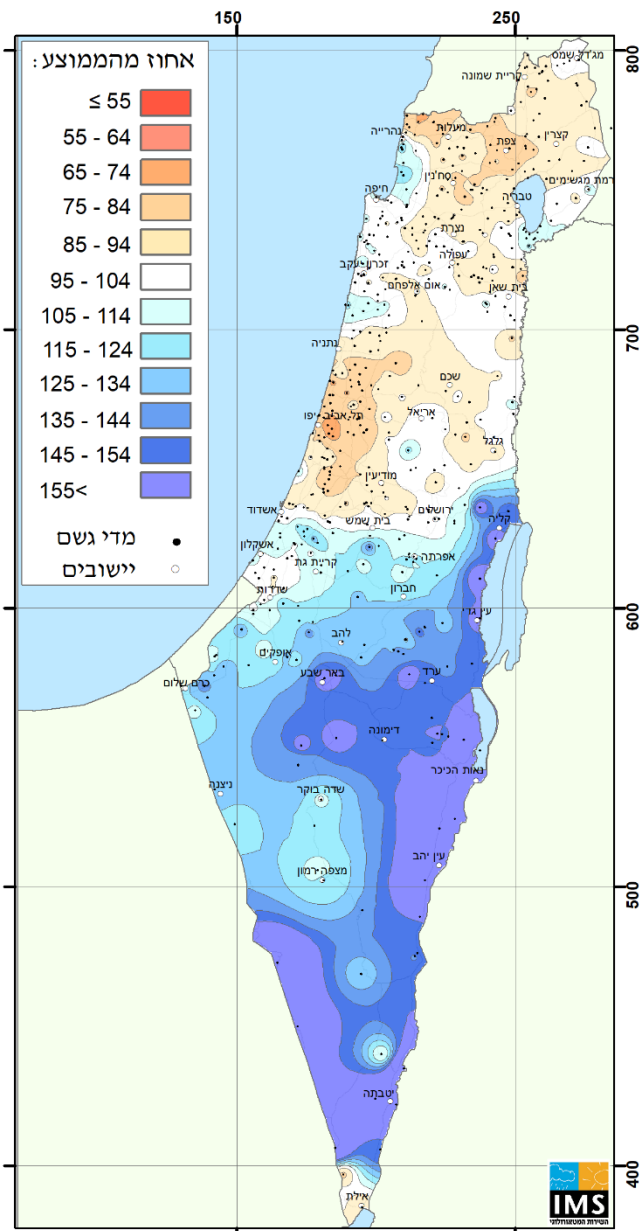 150
200
250
800
700
600
500
400
אחוז מהממוצע:
≤ 55
55 - 64
65 - 74
75 - 84
85 - 94
95 - 104
105 - 114
115 - 124
125 - 134
135 - 144
145 - 154
155<
מדי גשם
יישובים
מג'דל שמס
קריית שמונה
נהרייה
מעלות
צפת
קצרין
סח'נין
רמת מגשימים
חיפה
טבריה
נצרת
עפולה
זכרון יעקב
אום אלפחם
בית שאן
נתניה
שכם
תל אביב יפו
אריאל
גלגל
מודיעין
אשדוד
ירושלים
בית שמש
קליה
אשקלון
אפרתה
קריית גת
שדרות
חברון
עין גדי
להב
אופקים
ערד
באר שבע
כרם שלום
דימונה
נאות הכיכר
שדה בוקר
ניצנה
עין יהב
מצפה רמון
יטבתה
אילת
IMS
השירות המטאורולוגי